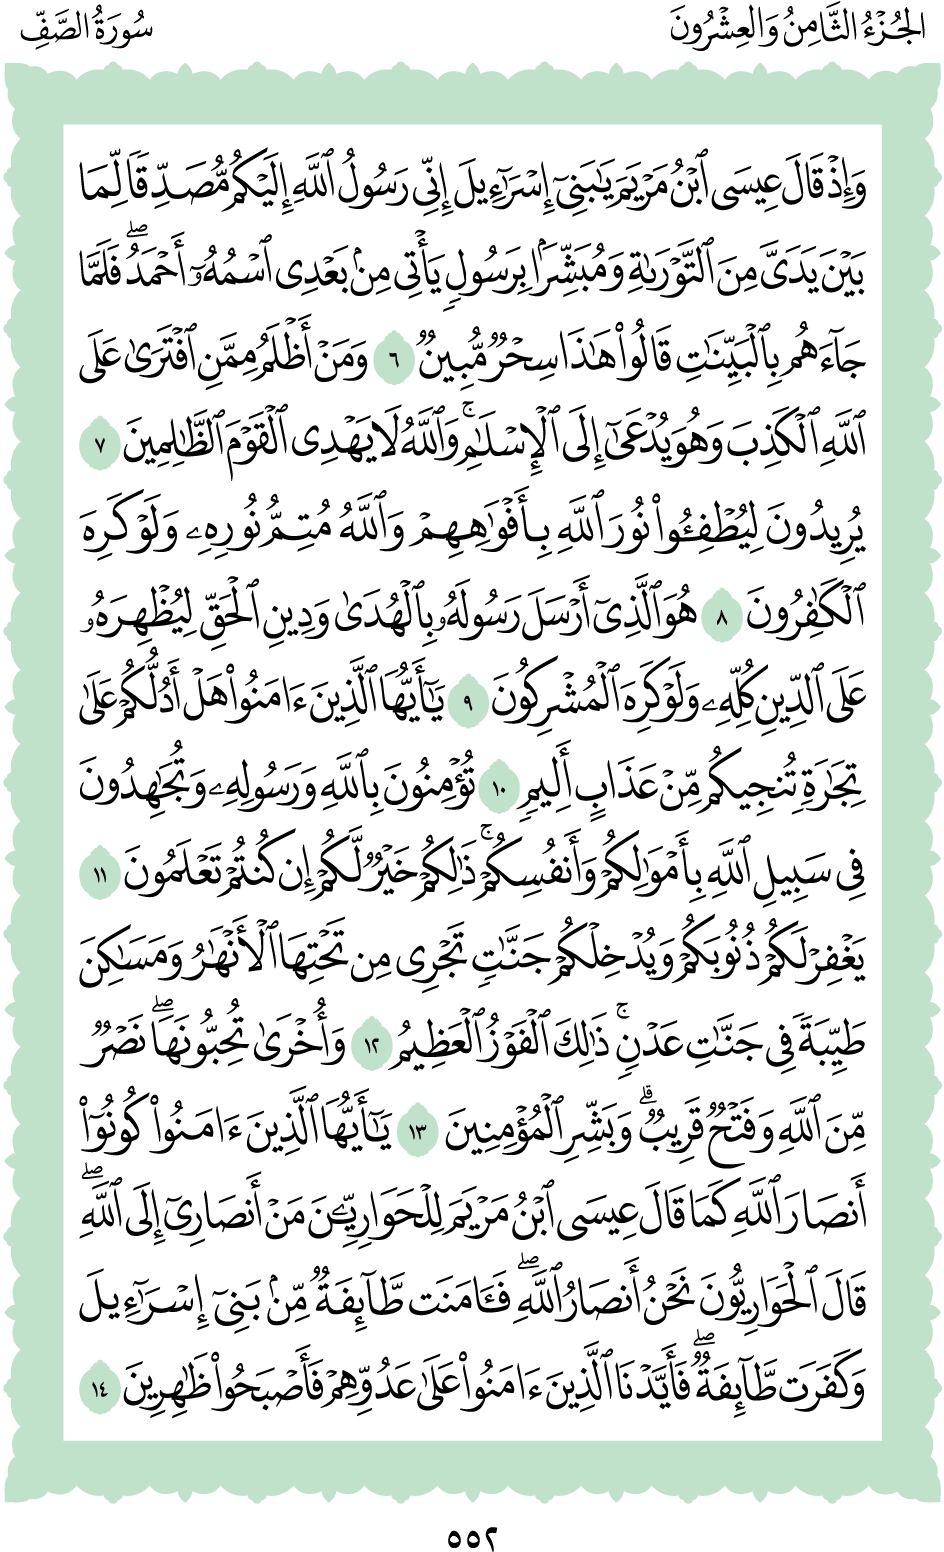 الجُزْءُ الثَّامِنُ وَالعِشْرُونَ
سُورَةُ الصَّفِّ
وَإِذْ قَالَ عِيسَى ٱبْنُ مَرْيَمَ يَٰبَنِىٓ إِسْرَٰٓءِيلَ إِنِّى رَسُولُ ٱللَّهِ إِلَيْكُم مُّصَدِّقًا لِّمَا
بَيْنَ يَدَىَّ مِنَ ٱلتَّوْرَىٰةِ وَمُبَشِّرًۢا بِرَسُولٍ يَأْتِى مِنۢ بَعْدِى ٱسْمُهُۥٓ أَحْمَدُ ۖ فَلَمَّا
جَآءَهُم بِٱلْبَيِّنَٰتِ قَالُوا۟ هَٰذَا سِحْرٌ مُّبِينٌ ٦ وَمَنْ أَظْلَمُ مِمَّنِ ٱفْتَرَىٰ عَلَى
ٱللَّهِ ٱلْكَذِبَ وَهُوَ يُدْعَىٰٓ إِلَى ٱلْإِسْلَٰمِ ۚ وَٱللَّهُ لَا يَهْدِى ٱلْقَوْمَ ٱلظَّٰلِمِينَ ٧
يُرِيدُونَ لِيُطْفِـُٔوا۟ نُورَ ٱللَّهِ بِأَفْوَٰهِهِمْ وَٱللَّهُ مُتِمُّ نُورِهِۦ وَلَوْ كَرِهَ
ٱلْكَٰفِرُونَ ٨ هُوَ ٱلَّذِىٓ أَرْسَلَ رَسُولَهُۥ بِٱلْهُدَىٰ وَدِينِ ٱلْحَقِّ لِيُظْهِرَهُۥ
عَلَى ٱلدِّينِ كُلِّهِۦ وَلَوْ كَرِهَ ٱلْمُشْرِكُونَ ٩ يَٰٓأَيُّهَا ٱلَّذِينَ ءَامَنُوا۟ هَلْ أَدُلُّكُمْ عَلَىٰ
تِجَٰرَةٍ تُنجِيكُم مِّنْ عَذَابٍ أَلِيمٍ ١٠ تُؤْمِنُونَ بِٱللَّهِ وَرَسُولِهِۦ وَتُجَٰهِدُونَ
فِى سَبِيلِ ٱللَّهِ بِأَمْوَٰلِكُمْ وَأَنفُسِكُمْ ۚ ذَٰلِكُمْ خَيْرٌ لَّكُمْ إِن كُنتُمْ تَعْلَمُونَ ١١
يَغْفِرْ لَكُمْ ذُنُوبَكُمْ وَيُدْخِلْكُمْ جَنَّٰتٍ تَجْرِى مِن تَحْتِهَا ٱلْأَنْهَٰرُ وَمَسَٰكِنَ
طَيِّبَةً فِى جَنَّٰتِ عَدْنٍ ۚ ذَٰلِكَ ٱلْفَوْزُ ٱلْعَظِيمُ ١٢ وَأُخْرَىٰ تُحِبُّونَهَا ۖ نَصْرٌ
مِّنَ ٱللَّهِ وَفَتْحٌ قَرِيبٌ ۗ وَبَشِّرِ ٱلْمُؤْمِنِينَ ١٣ يَٰٓأَيُّهَا ٱلَّذِينَ ءَامَنُوا۟ كُونُوٓا۟
أَنصَارَ ٱللَّهِ كَمَا قَالَ عِيسَى ٱبْنُ مَرْيَمَ لِلْحَوَارِيِّۦنَ مَنْ أَنصَارِىٓ إِلَى ٱللَّهِ ۖ
قَالَ ٱلْحَوَارِيُّونَ نَحْنُ أَنصَارُ ٱللَّهِ ۖ فَـَٔامَنَت طَّآئِفَةٌ مِّنۢ بَنِىٓ إِسْرَٰٓءِيلَ
وَكَفَرَت طَّآئِفَةٌ ۖ فَأَيَّدْنَا ٱلَّذِينَ ءَامَنُوا۟ عَلَىٰ عَدُوِّهِمْ فَأَصْبَحُوا۟ ظَٰهِرِينَ ١٤
٥٥٢